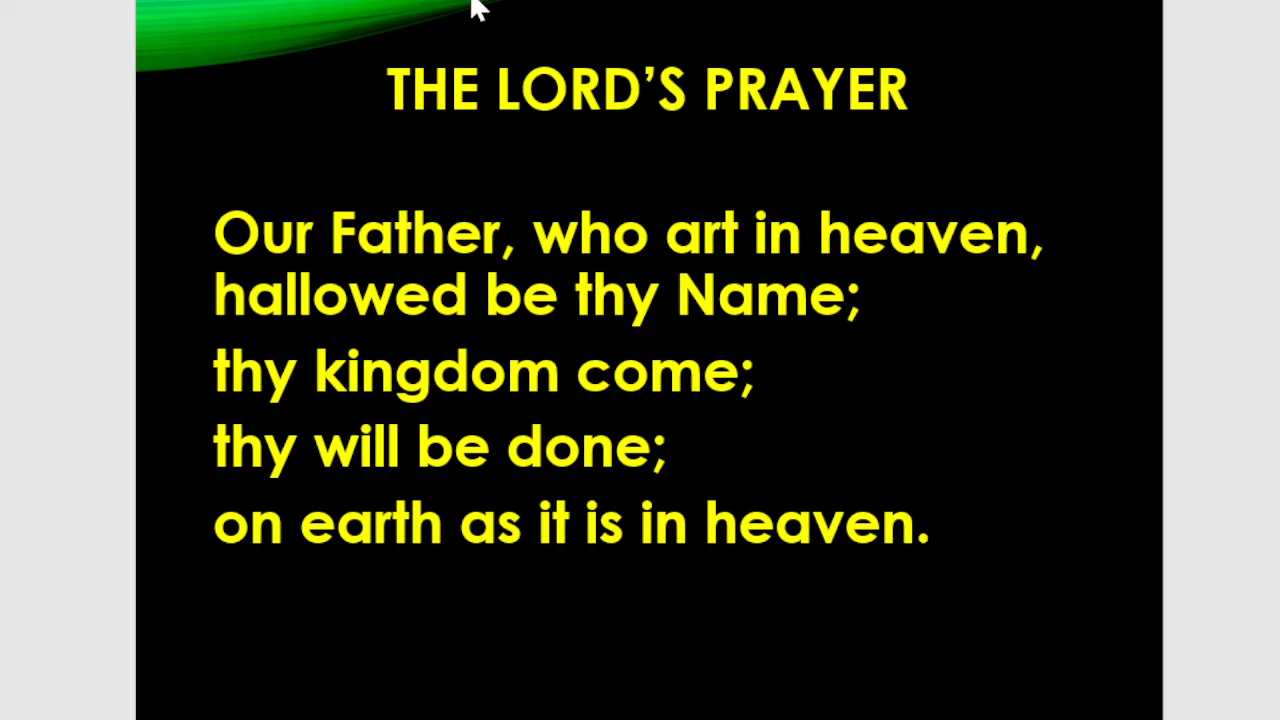 THE LORD’S PRAYER
Our Father, who art in heaven,
hallowed be thy Name;
thy kingdom come;
thy will be done;
on earth as it is in heaven.